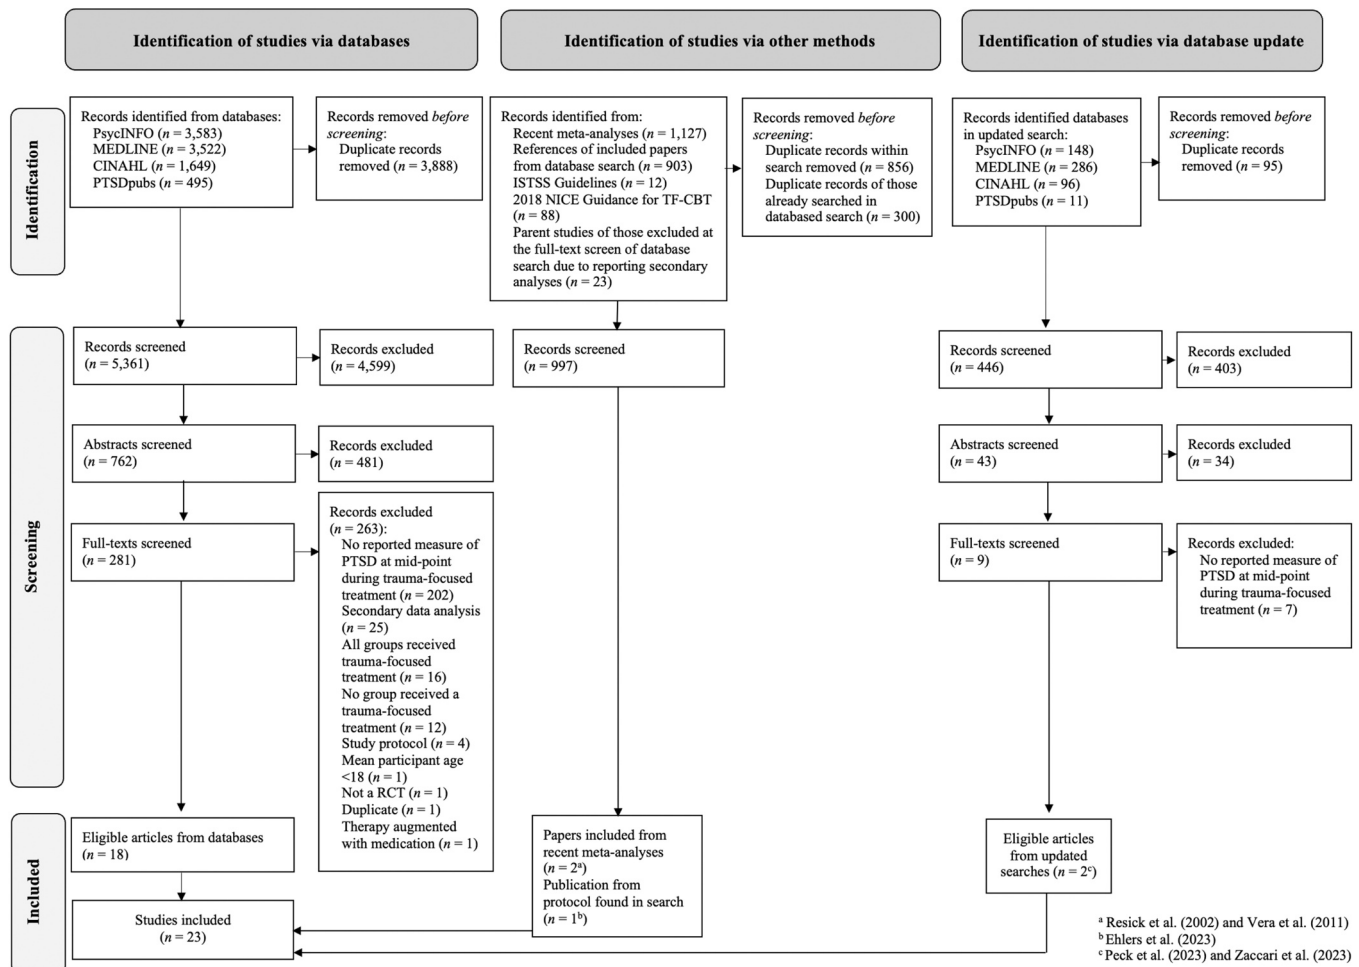 Identification of studies via databases
Identification of studies via other methods
Identification of studies via database update
Identification
Records identified from databases:
PsycINFO (n = 3,583)
MEDLINE (n = 3,522)
CINAHL (n = 1,649)
PTSDpubs (n = 495)
Records removed before
screening:
Duplicate records
removed (n = 3,888)
Records identified from:
Recent meta-analyses (n = 1,127)
References of included papers
from database search (n = 903)
ISTSS Guidelines (n = 12)
2018 NICE Guidance for TF-CBT
(n = 88)
Parent studies of those excluded at
the full-text screen of database
search due to reporting secondary
analyses (n = 23)
Records removed before
screening:
Duplicate records within
search removed (n = 856)
Duplicate records of those
already searched in
databased search (n = 300)
Records identified databases
in updated search:
PsycINFO (n = 148)
MEDLINE (n = 286)
CINAHL (n = 96)
PTSDpubs (n = 11)
Records removed before
screening:
Duplicate records
removed (n = 95)
Screening
Records screened
(n = 5,361)
Records excluded
(n = 4,599)
Records screened
(n = 997)
Records screened
(n = 446)
Records excluded
(n = 403)
Abstracts screened
(n = 762)
Records excluded
(n = 481)
Abstracts screened
(n = 43)
Records excluded
(n = 34)
Full-texts screened
(n = 281)
Records excluded
(n = 263):
No reported measure of
PTSD at mid-point
during trauma-focused
treatment (n = 202)
Secondary data analysis
(n = 25)
All groups received
trauma-focused
treatment (n = 16)
No group received a
trauma-focused
treatment (n = 12)
Study protocol (n = 4)
Mean participant age
<18 (n = 1)
Not a RCT (n = 1)
Duplicate (n = 1)
Therapy augmented
with medication (n = 1)
Full-texts screened
(n = 9)
Records excluded:
No reported measure of
PTSD at mid-point
during trauma-focused
treatment (n = 7)
Included
Eligible articles from databases
(n = 18)
Papers included from
recent meta-analyses
(n = 2ᵃ)
Publication from
protocol found in search
(n = 1ᵇ)
Eligible articles
from updated
searches (n = 2ᶜ)
Studies included
(n = 23)
ᵃ Resick et al. (2002) and Vera et al. (2011)
ᵇ Ehlers et al. (2023)
ᶜ Peck et al. (2023) and Zaccari et al. (2023)